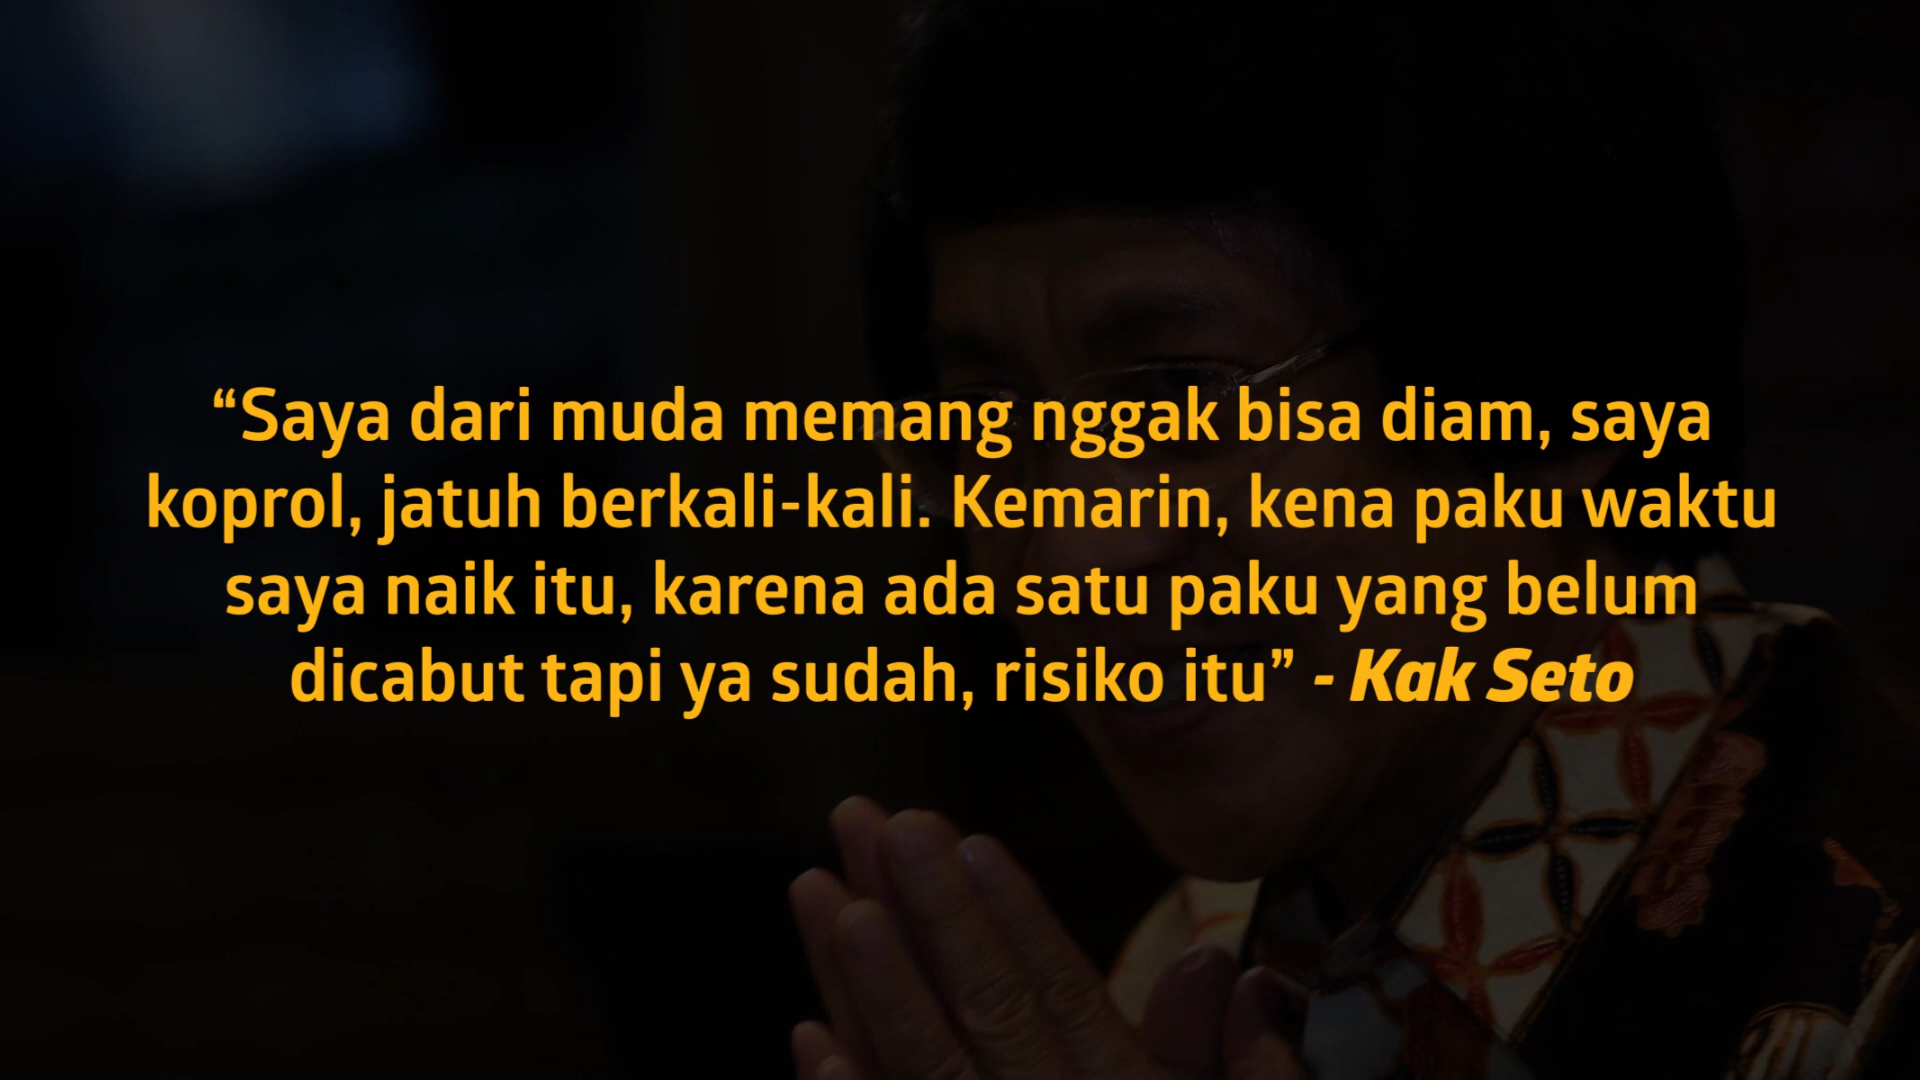 “Saya dari muda memang nggak bisa diam, saya
koprol, jatuh berkali-kali. Kemarin, kena paku waktu
saya naik itu, karena ada satu paku yang belum
dicabut tapi ya sudah, risiko itu” - Kak Seto